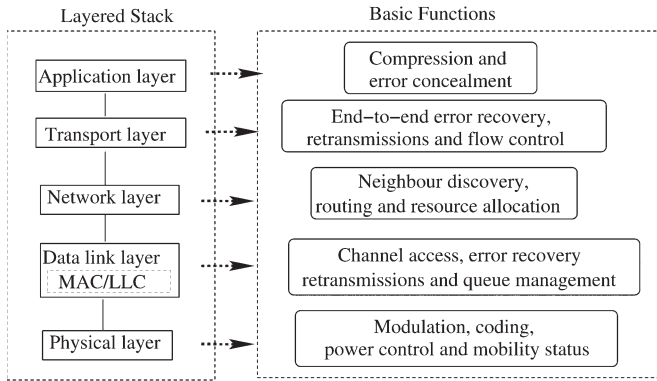 Layered Stack
Basic Functions
Application layer
Compression and
error concealment
Transport layer
End−to−end error recovery,
retransmissions and flow control
Network layer
Neighbour discovery,
routing and resource allocation
Data link layer
MAC/LLC
Channel access, error recovery
retransmissions and queue management
Physical layer
Modulation, coding,
power control and mobility status